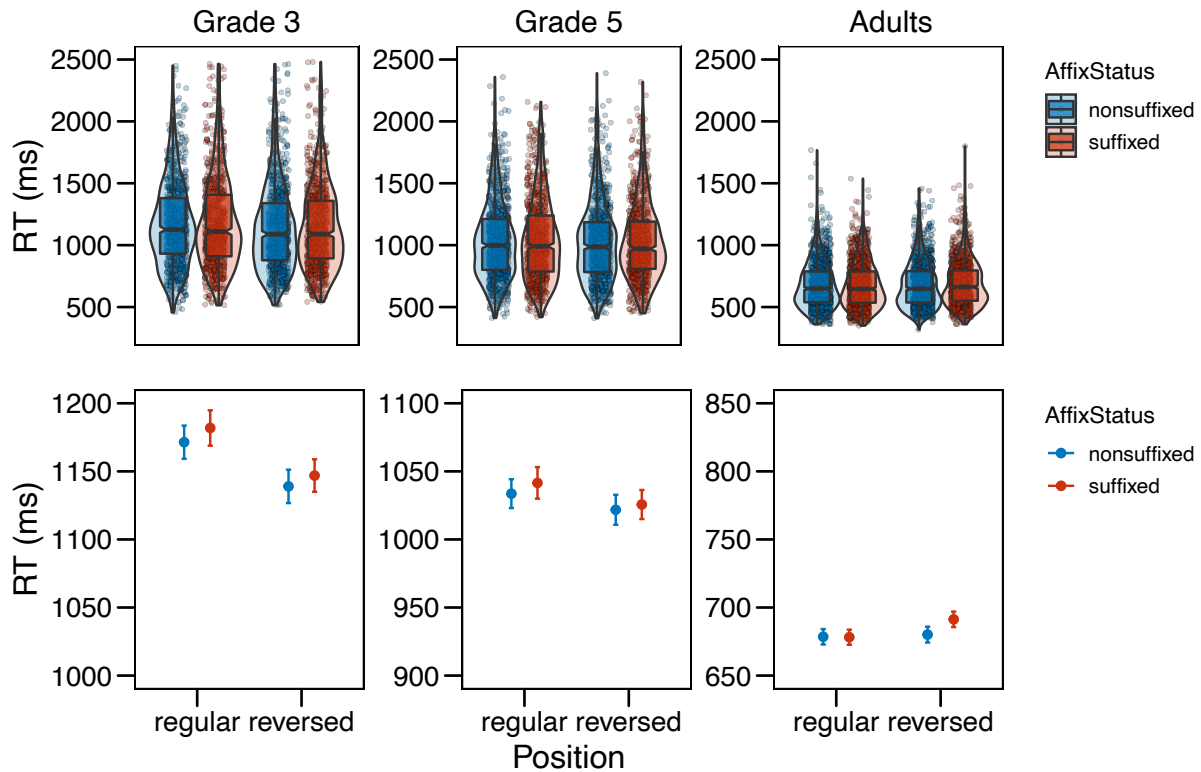 Grade 3 Grade 5 Adults
RT (ms)
2500
2000
1500
1000
500
2500
2000
1500
1000
500
2500
2000
1500
1000
500
AffixStatus
nonsuffixed
suffixed
RT (ms)
1200
1150
1100
1050
1000
1100
1050
1000
950
900
850
800
750
700
650
AffixStatus
nonsuffixed
suffixed
regular reversed regular reversed regular reversed
Position